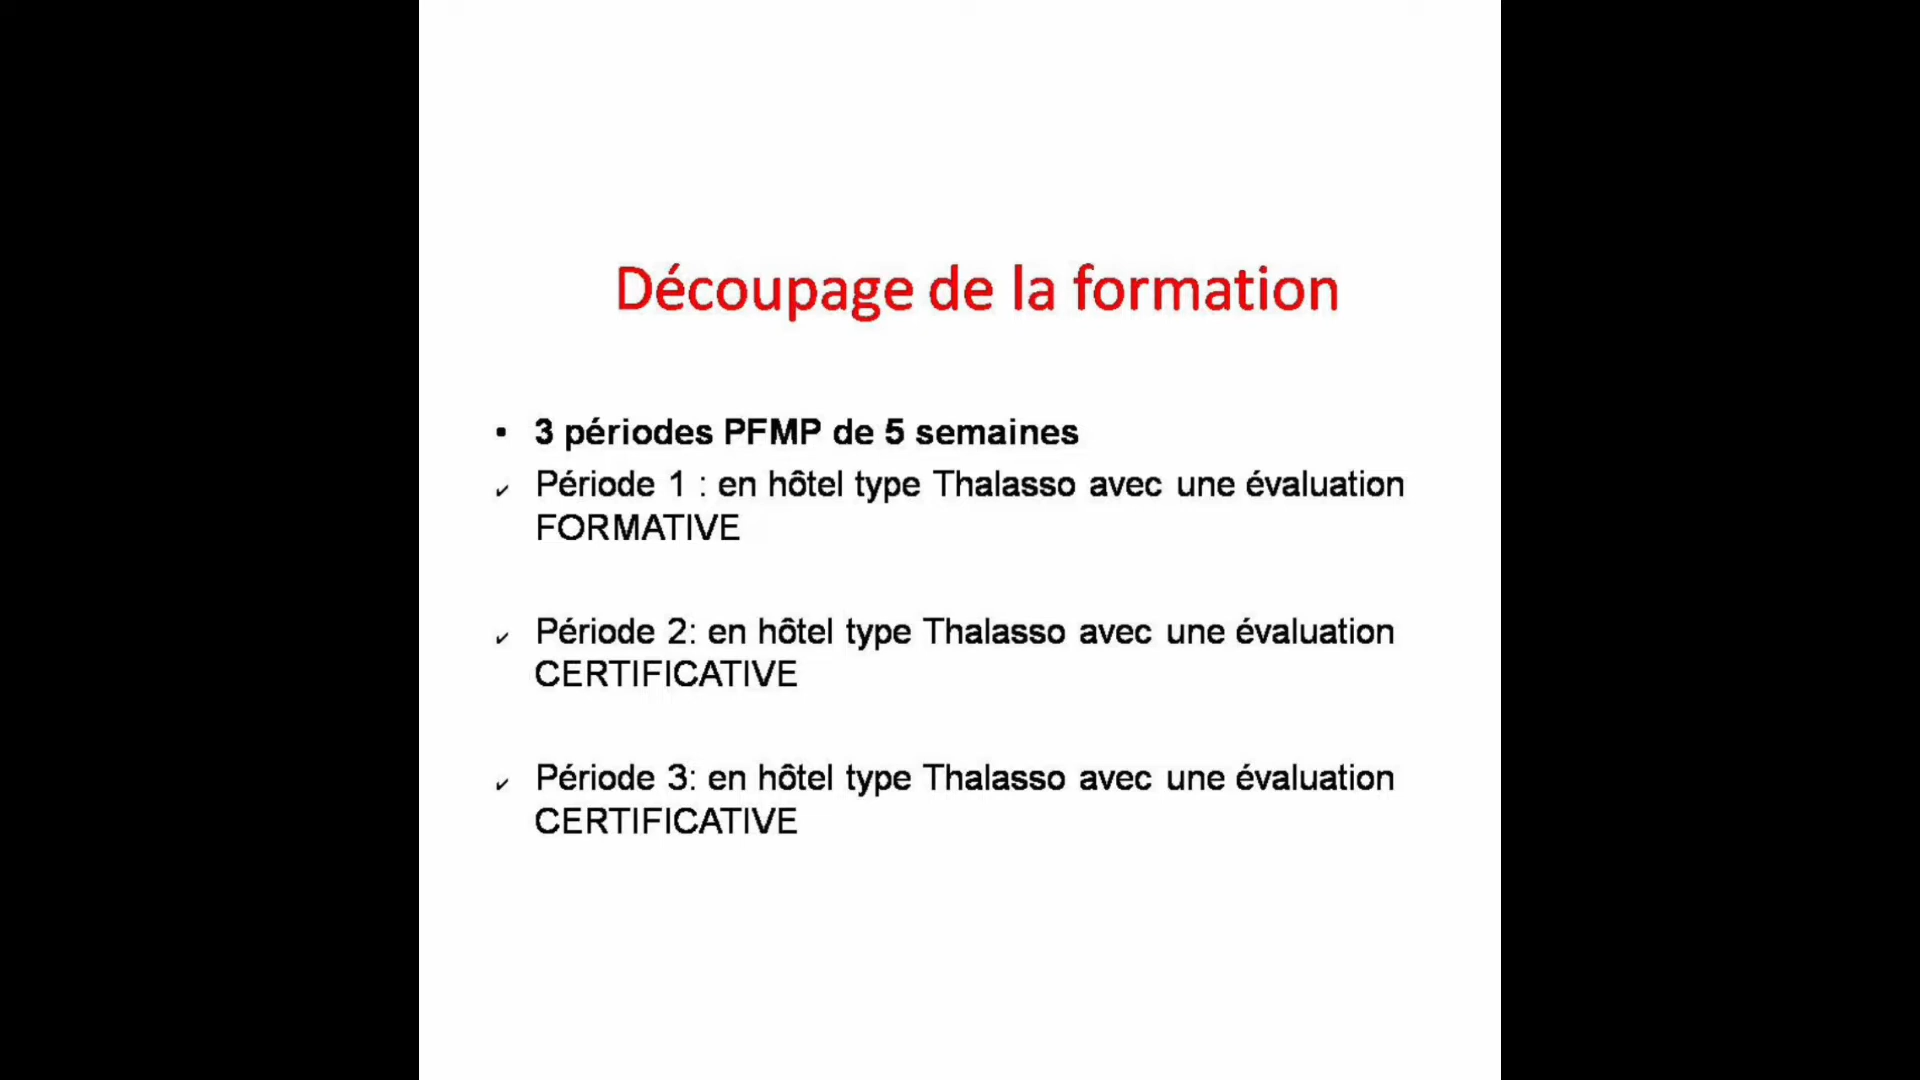 Découpage de la formation
• 3 périodes PFMP de 5 semaines
✓ Période 1 : en hôtel type Thalasso avec une évaluation
FORMATIVE
✓ Période 2: en hôtel type Thalasso avec une évaluation
CERTIFICATIVE
✓ Période 3: en hôtel type Thalasso avec une évaluation
CERTIFICATIVE